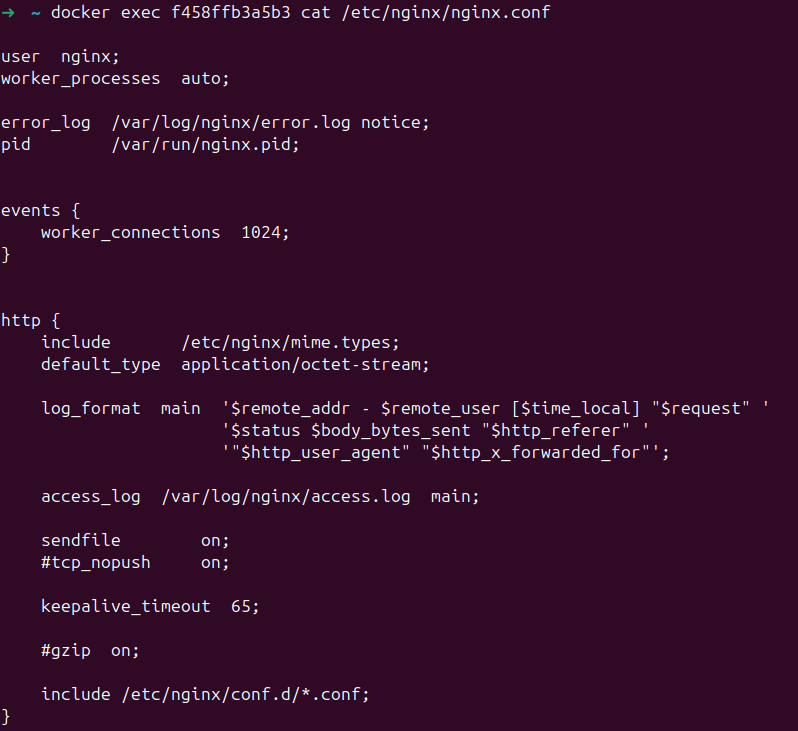 → ~ docker exec f458ffb3a5b3 cat /etc/nginx/nginx.conf
user  nginx;
worker_processes  auto;
error_log  /var/log/nginx/error.log notice;
pid        /var/run/nginx.pid;
events {
    worker_connections  1024;
}
http {
    include       /etc/nginx/mime.types;
    default_type  application/octet-stream;
    log_format  main  '$remote_addr - $remote_user [$time_local] "$request" '
                      '$status $body_bytes_sent "$http_referer" '
                      '"$http_user_agent" "$http_x_forwarded_for"';
    access_log  /var/log/nginx/access.log  main;
    sendfile        on;
    #tcp_nopush     on;
    keepalive_timeout  65;
    #gzip  on;
    include /etc/nginx/conf.d/*.conf;
}